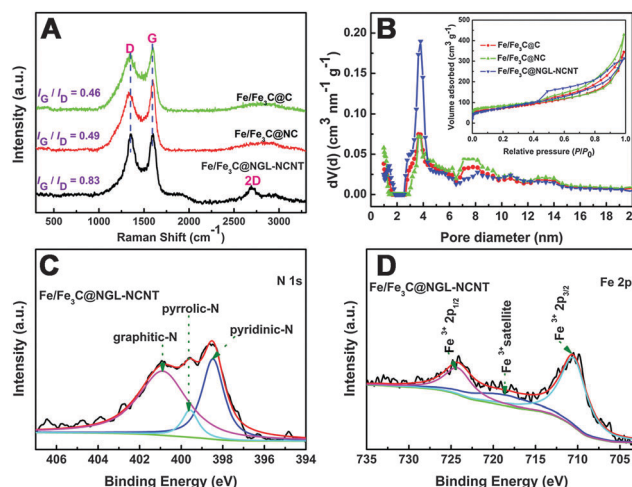 A
D
G
I_G / I_D = 0.46
Fe/Fe₃C@C
I_G / I_D = 0.49
Fe/Fe₃C@NC
I_G / I_D = 0.83
Fe/Fe₃C@NGL-NCNT
2D
Intensity (a.u.)
500 1000 1500 2000 2500 3000
Raman Shift (cm⁻¹)
B
dV(d) (cm³ nm⁻¹ g⁻¹)
0.20
0.15
0.10
0.05
0.00
0 2 4 6 8 10 12 14 16 18 20
Pore diameter (nm)
Volume adsorbed (cm³ g⁻¹)
500
400
300
200
100
0
Fe/Fe₃C@C
Fe/Fe₃C@NC
Fe/Fe₃C@NGL-NCNT
0.0 0.2 0.4 0.6 0.8 1.0
Relative pressure (P/P₀)
C
N 1s
Fe/Fe₃C@NGL-NCNT
pyrrolic-N
graphitic-N
pyridinic-N
Intensity (a.u.)
406 404 402 400 398 396 394
Binding Energy (eV)
D
Fe 2p
Fe/Fe₃C@NGL-NCNT
Fe³⁺ 2p₁/₂
Fe³⁺ satellite
Fe³⁺ 2p₃/₂
Intensity (a.u.)
735 730 725 720 715 710 705
Binding Energy (eV)